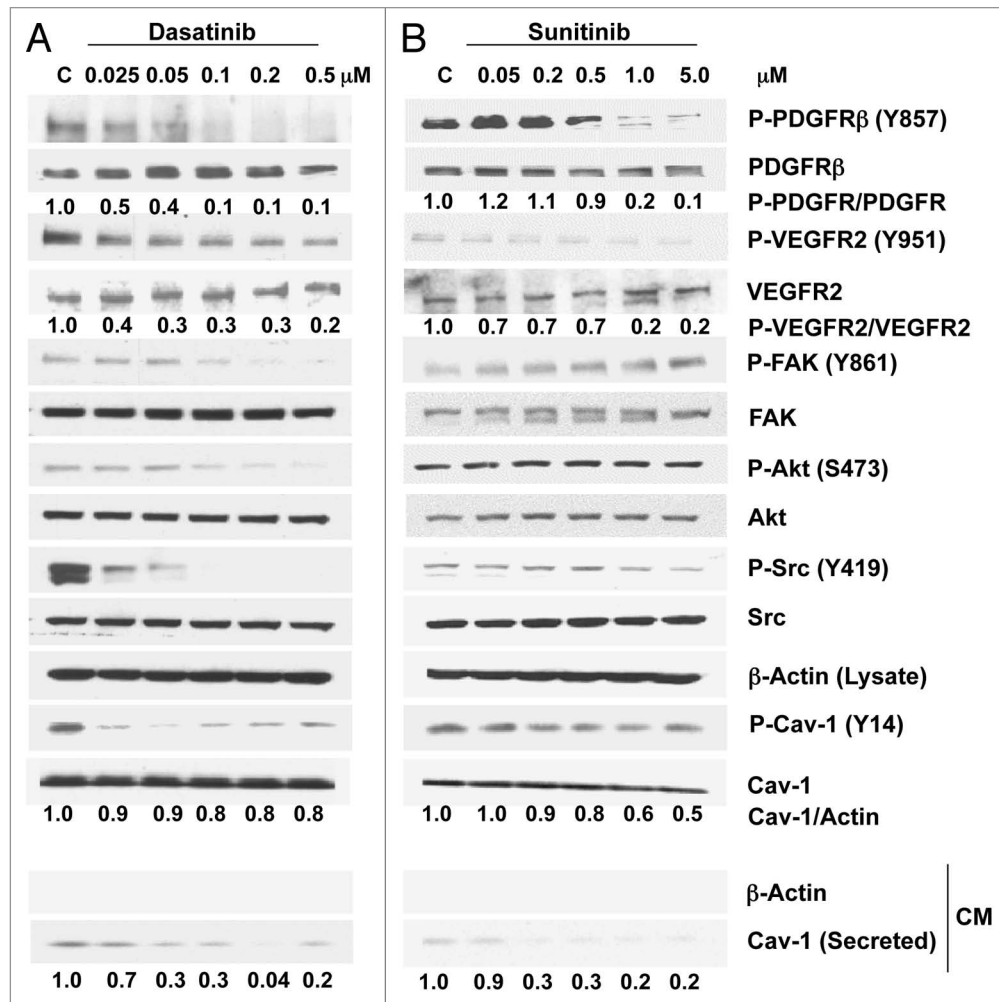 A
Dasatinib
B
Sunitinib
C 0.025 0.05 0.1 0.2 0.5 μM
C 0.05 0.2 0.5 1.0 5.0 μM
P-PDGFRβ (Y857)
PDGFRβ
1.0 0.5 0.4 0.1 0.1 0.1
1.0 1.2 1.1 0.9 0.2 0.1
P-PDGFR/PDGFR
P-VEGFR2 (Y951)
VEGFR2
1.0 0.4 0.3 0.3 0.3 0.2
1.0 0.7 0.7 0.7 0.2 0.2
P-VEGFR2/VEGFR2
P-FAK (Y861)
FAK
P-Akt (S473)
Akt
P-Src (Y419)
Src
β-Actin (Lysate)
P-Cav-1 (Y14)
Cav-1
1.0 0.9 0.9 0.8 0.8 0.8
1.0 1.0 0.9 0.8 0.6 0.5
Cav-1/Actin
β-Actin
CM
Cav-1 (Secreted)
1.0 0.7 0.3 0.3 0.04 0.2
1.0 0.9 0.3 0.3 0.2 0.2